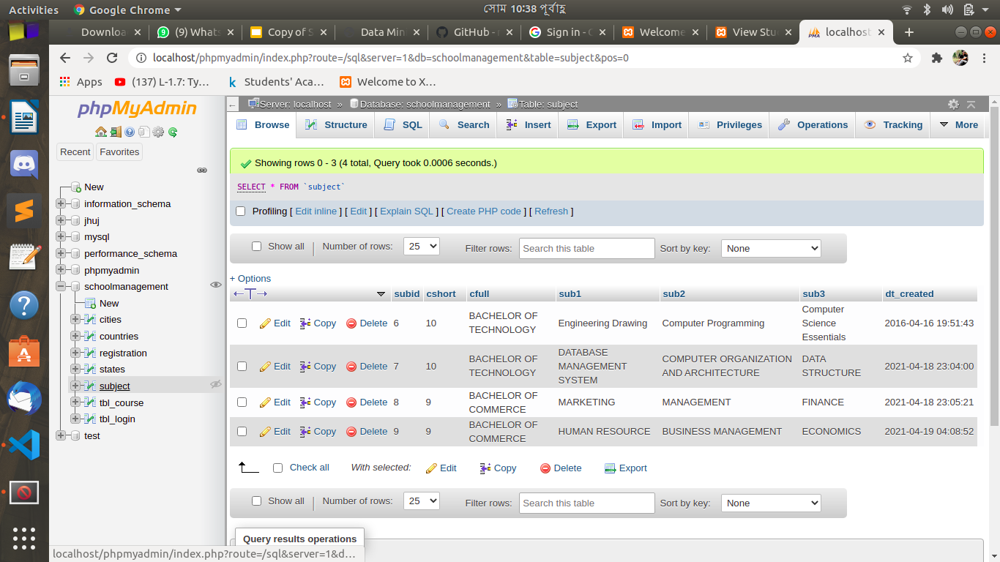 Activities Google Chrome সোম 10:38 পূর্বাহ্ণ
Downloa (9) Whats Copy of S Data Min GitHub - r Sign in - G Welcome View Stu localhost
localhost/phpmyadmin/index.php?route=/sql&server=1&db=schoolmanagement&table=subject&pos=0
Apps (137) L-1.7: Ty... Students' Aca... Welcome to X...
phpMyAdmin
Recent Favorites
New
information_schema
jhuj
mysql
performance_schema
phpmyadmin
schoolmanagement
New
cities
countries
registration
states
subject
tbl_course
tbl_login
test
Server: localhost » Database: schoolmanagement » Table: subject
Browse Structure SQL Search Insert Export Import Privileges Operations Tracking More
Showing rows 0 - 3 (4 total, Query took 0.0006 seconds.)
SELECT * FROM `subject`
Profiling [ Edit inline ] [ Edit ] [ Explain SQL ] [ Create PHP code ] [ Refresh ]
Show all Number of rows: 25 Filter rows: Search this table Sort by key: None
+ Options
subid cshort cfull sub1 sub2 sub3 dt_created
Edit Copy Delete 6 10 BACHELOR OF TECHNOLOGY Engineering Drawing Computer Programming Computer Science Essentials 2016-04-16 19:51:43
Edit Copy Delete 7 10 BACHELOR OF TECHNOLOGY DATABASE MANAGEMENT SYSTEM COMPUTER ORGANIZATION AND ARCHITECTURE DATA STRUCTURE 2021-04-18 23:04:00
Edit Copy Delete 8 9 BACHELOR OF COMMERCE MARKETING MANAGEMENT FINANCE 2021-04-18 23:05:21
Edit Copy Delete 9 9 BACHELOR OF COMMERCE HUMAN RESOURCE BUSINESS MANAGEMENT ECONOMICS 2021-04-19 04:08:52
Check all With selected: Edit Copy Delete Export
Show all Number of rows: 25 Filter rows: Search this table Sort by key: None
Query results operations
localhost/phpmyadmin/index.php?route=/sql&server=1&d...